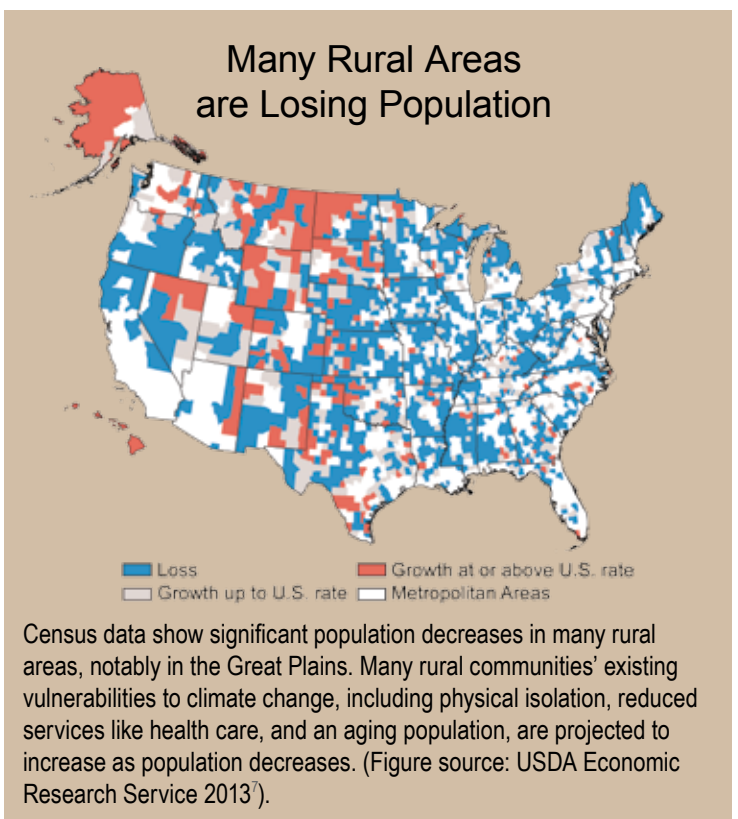 Many Rural Areas
are Losing Population
Loss
Growth at or above U.S. rate
Growth up to U.S. rate
Metropolitan Areas
Census data show significant population decreases in many rural
areas, notably in the Great Plains. Many rural communities’ existing
vulnerabilities to climate change, including physical isolation, reduced
services like health care, and an aging population, are projected to
increase as population decreases. (Figure source: USDA Economic
Research Service 2013⁷).